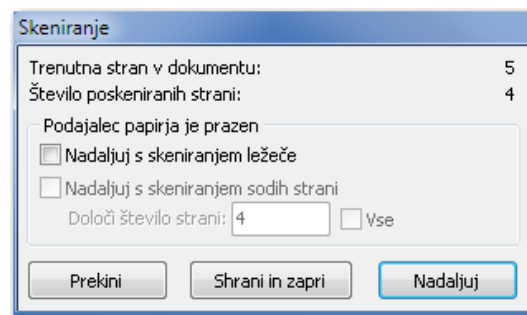 Skeniranje
Trenutna stran v dokumentu: 5
Število poskeniranih strani: 4
Podajalec papirja je prazen
Nadaljuj s skeniranjem ležeče
Nadaljuj s skeniranjem sodih strani
Določi število strani: 4 Vse
Prekini Shrani in zapri Nadaljuj